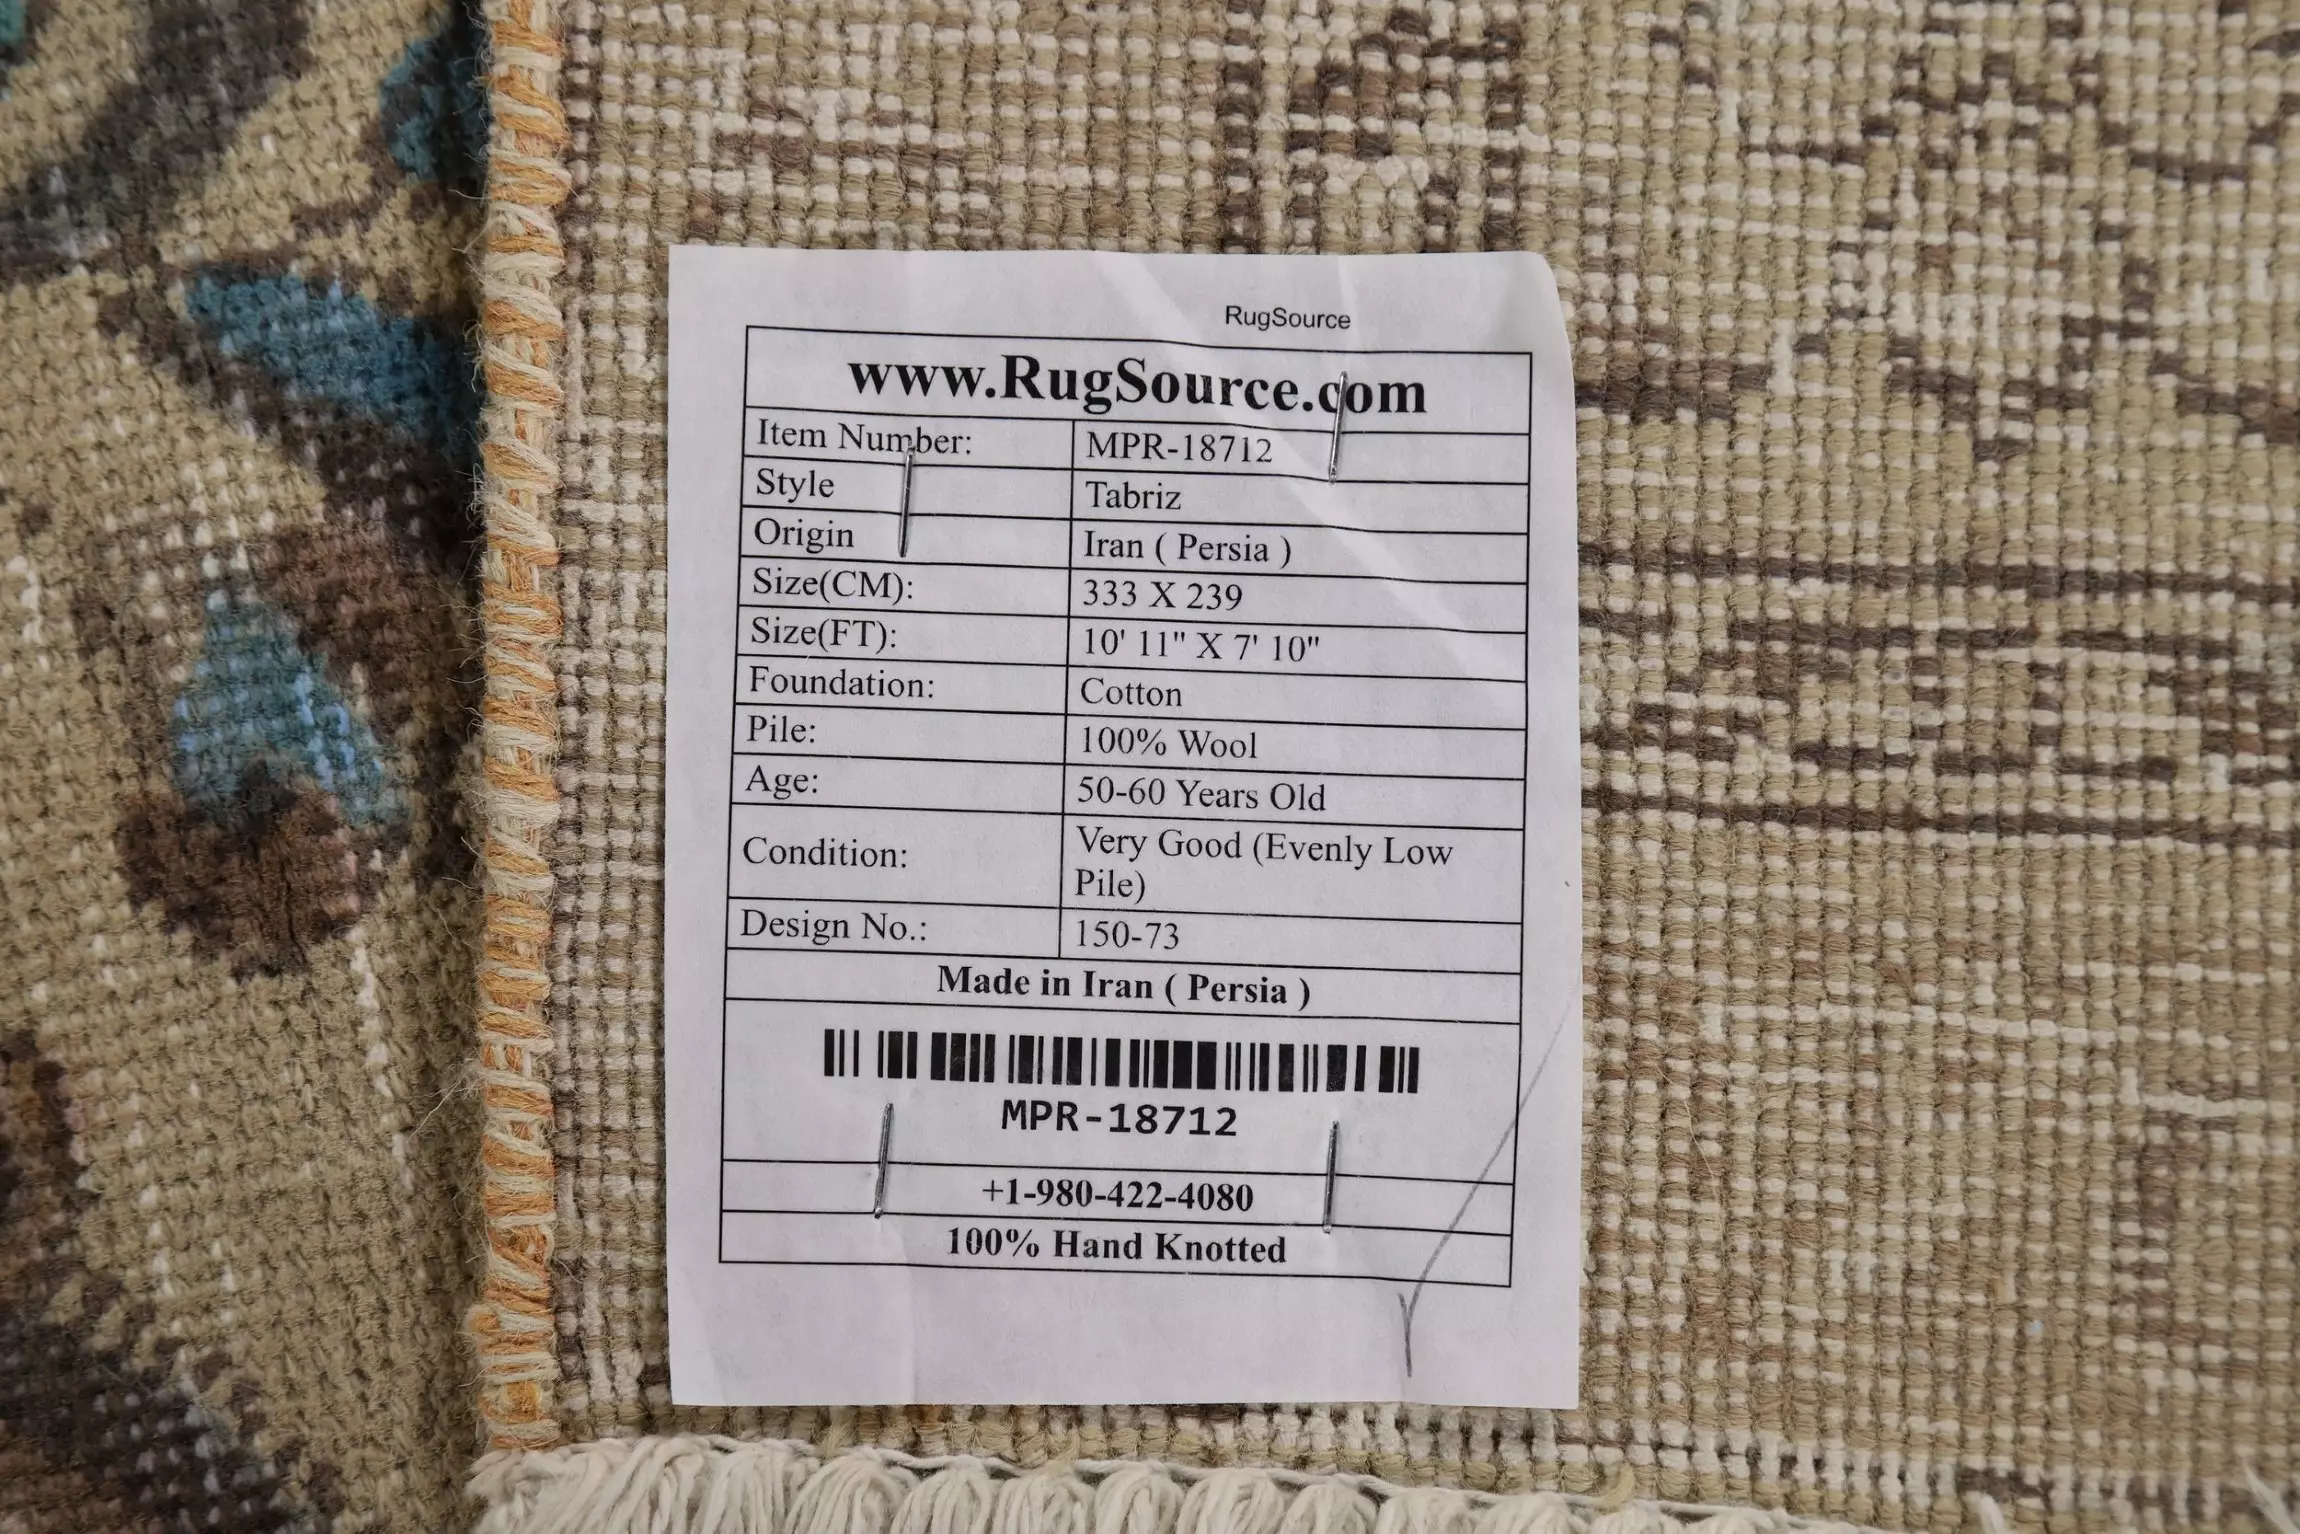 RugSource
www.RugSource.com
Item Number: MPR-18712
Style Tabriz
Origin Iran ( Persia )
Size(CM): 333 X 239
Size(FT): 10' 11" X 7' 10"
Foundation: Cotton
Pile: 100% Wool
Age: 50-60 Years Old
Condition: Very Good (Evenly Low
Pile)
Design No.: 150-73
Made in Iran ( Persia )
MPR-18712
+1-980-422-4080
100% Hand Knotted